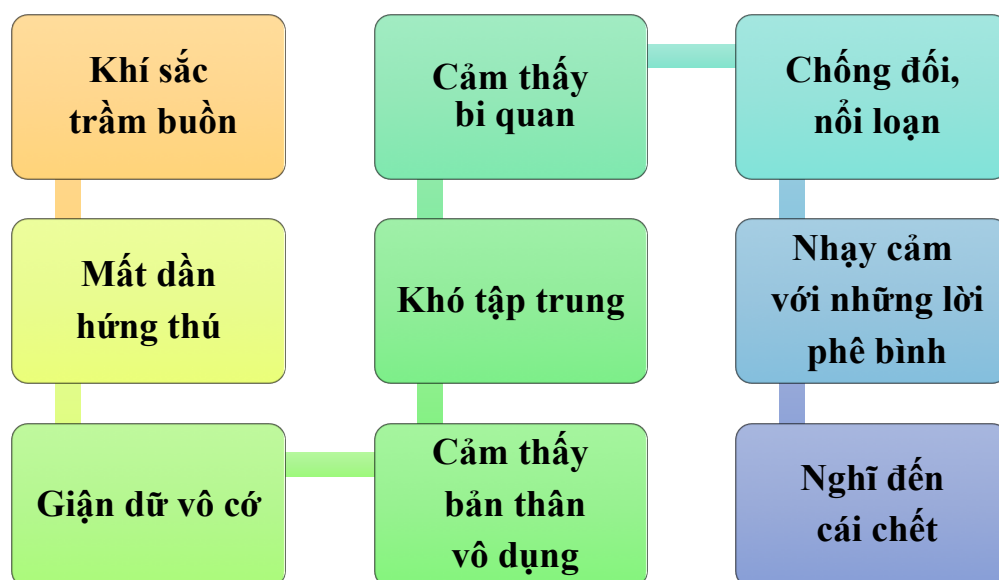 Khí sắc
trầm buồn
Mất dần
hứng thú
Giận dữ vô cớ
Cảm thấy
bản thân
vô dụng
Khó tập trung
Cảm thấy
bi quan
Chống đối,
nổi loạn
Nhạy cảm
với những lời
phê bình
Nghĩ đến
cái chết